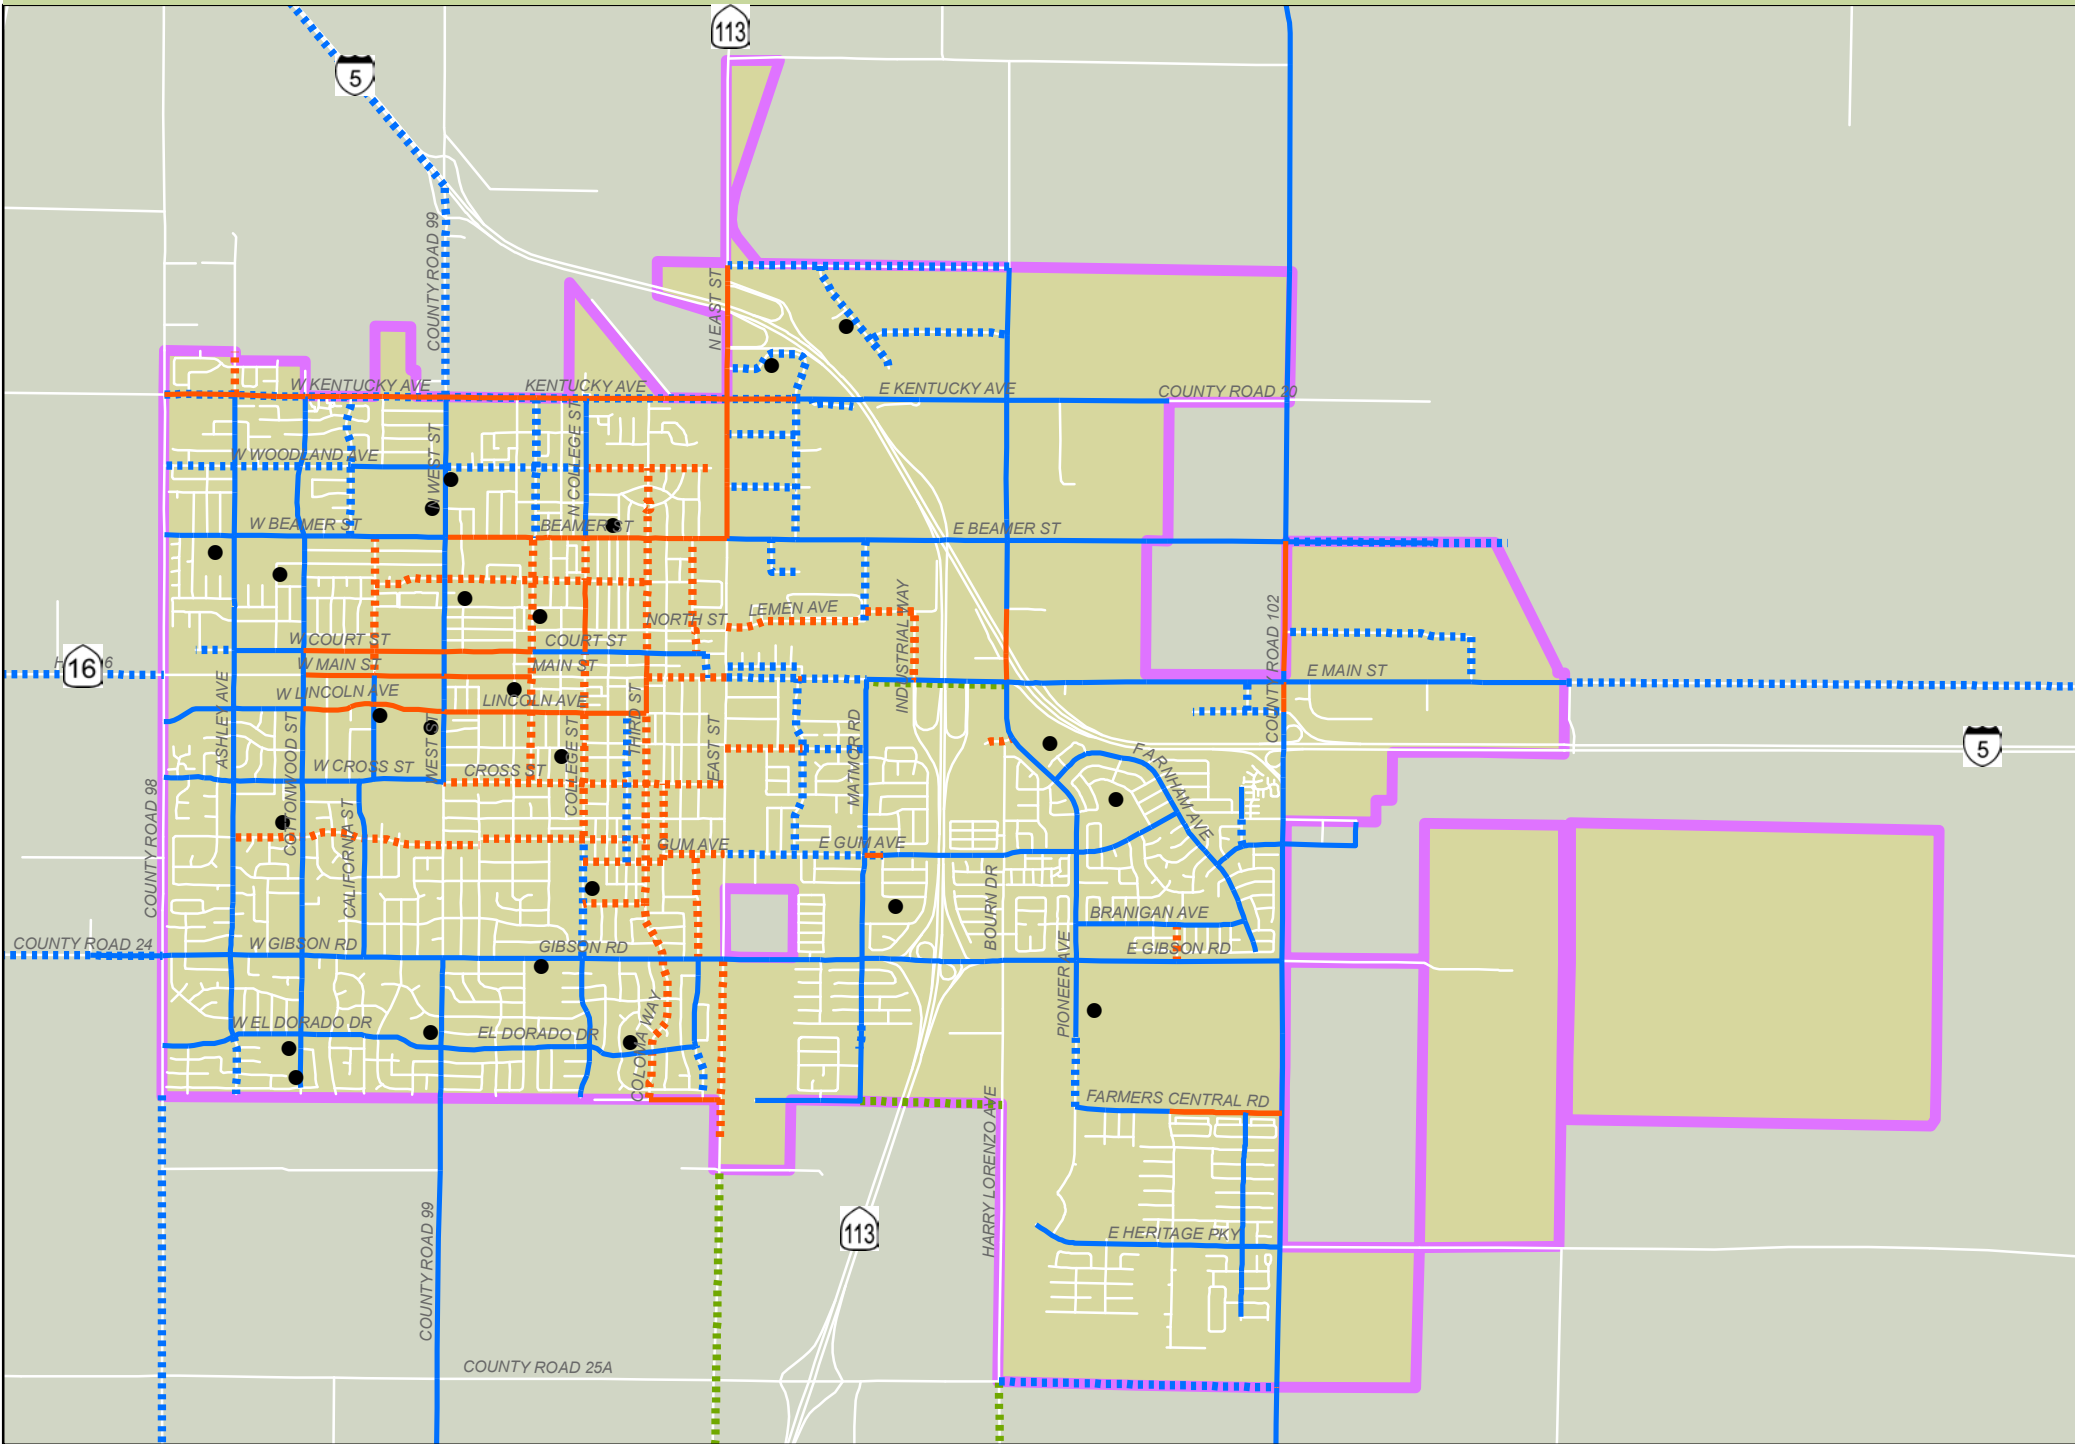 113
5
COUNTY ROAD 99
N EAST ST
W KENTUCKY AVE
KENTUCKY AVE
E KENTUCKY AVE
COUNTY ROAD 20
N COLLEGE ST
W WOODLAND AVE
N WEST ST
W BEAMER ST
BEAMER ST
E BEAMER ST
INDUSTRIAL WAY
LEMEN AVE
NORTH ST
COUNTY ROAD 102
W COURT ST
COURT ST
16
W MAIN ST
MAIN ST
E MAIN ST
W LINCOLN AVE
LINCOLN AVE
ASHLEY AVE
THIRD ST
COTTONWOOD ST
WEST ST
COLLEGE ST
EAST ST
MATMOR RD
5
FARNHAM AVE
W CROSS ST
CROSS ST
COUNTY ROAD 98
CALIFORNIA ST
GUM AVE
E GUM AVE
BOURN DR
BRANIGAN AVE
COUNTY ROAD 24
W GIBSON RD
GIBSON RD
E GIBSON RD
PIONEER AVE
W EL DORADO DR
EL DORADO DR
COLOMA WAY
FARMERS CENTRAL RD
HARRY LORENZO AVE
113
E HERITAGE PKY
COUNTY ROAD 99
COUNTY ROAD 25A